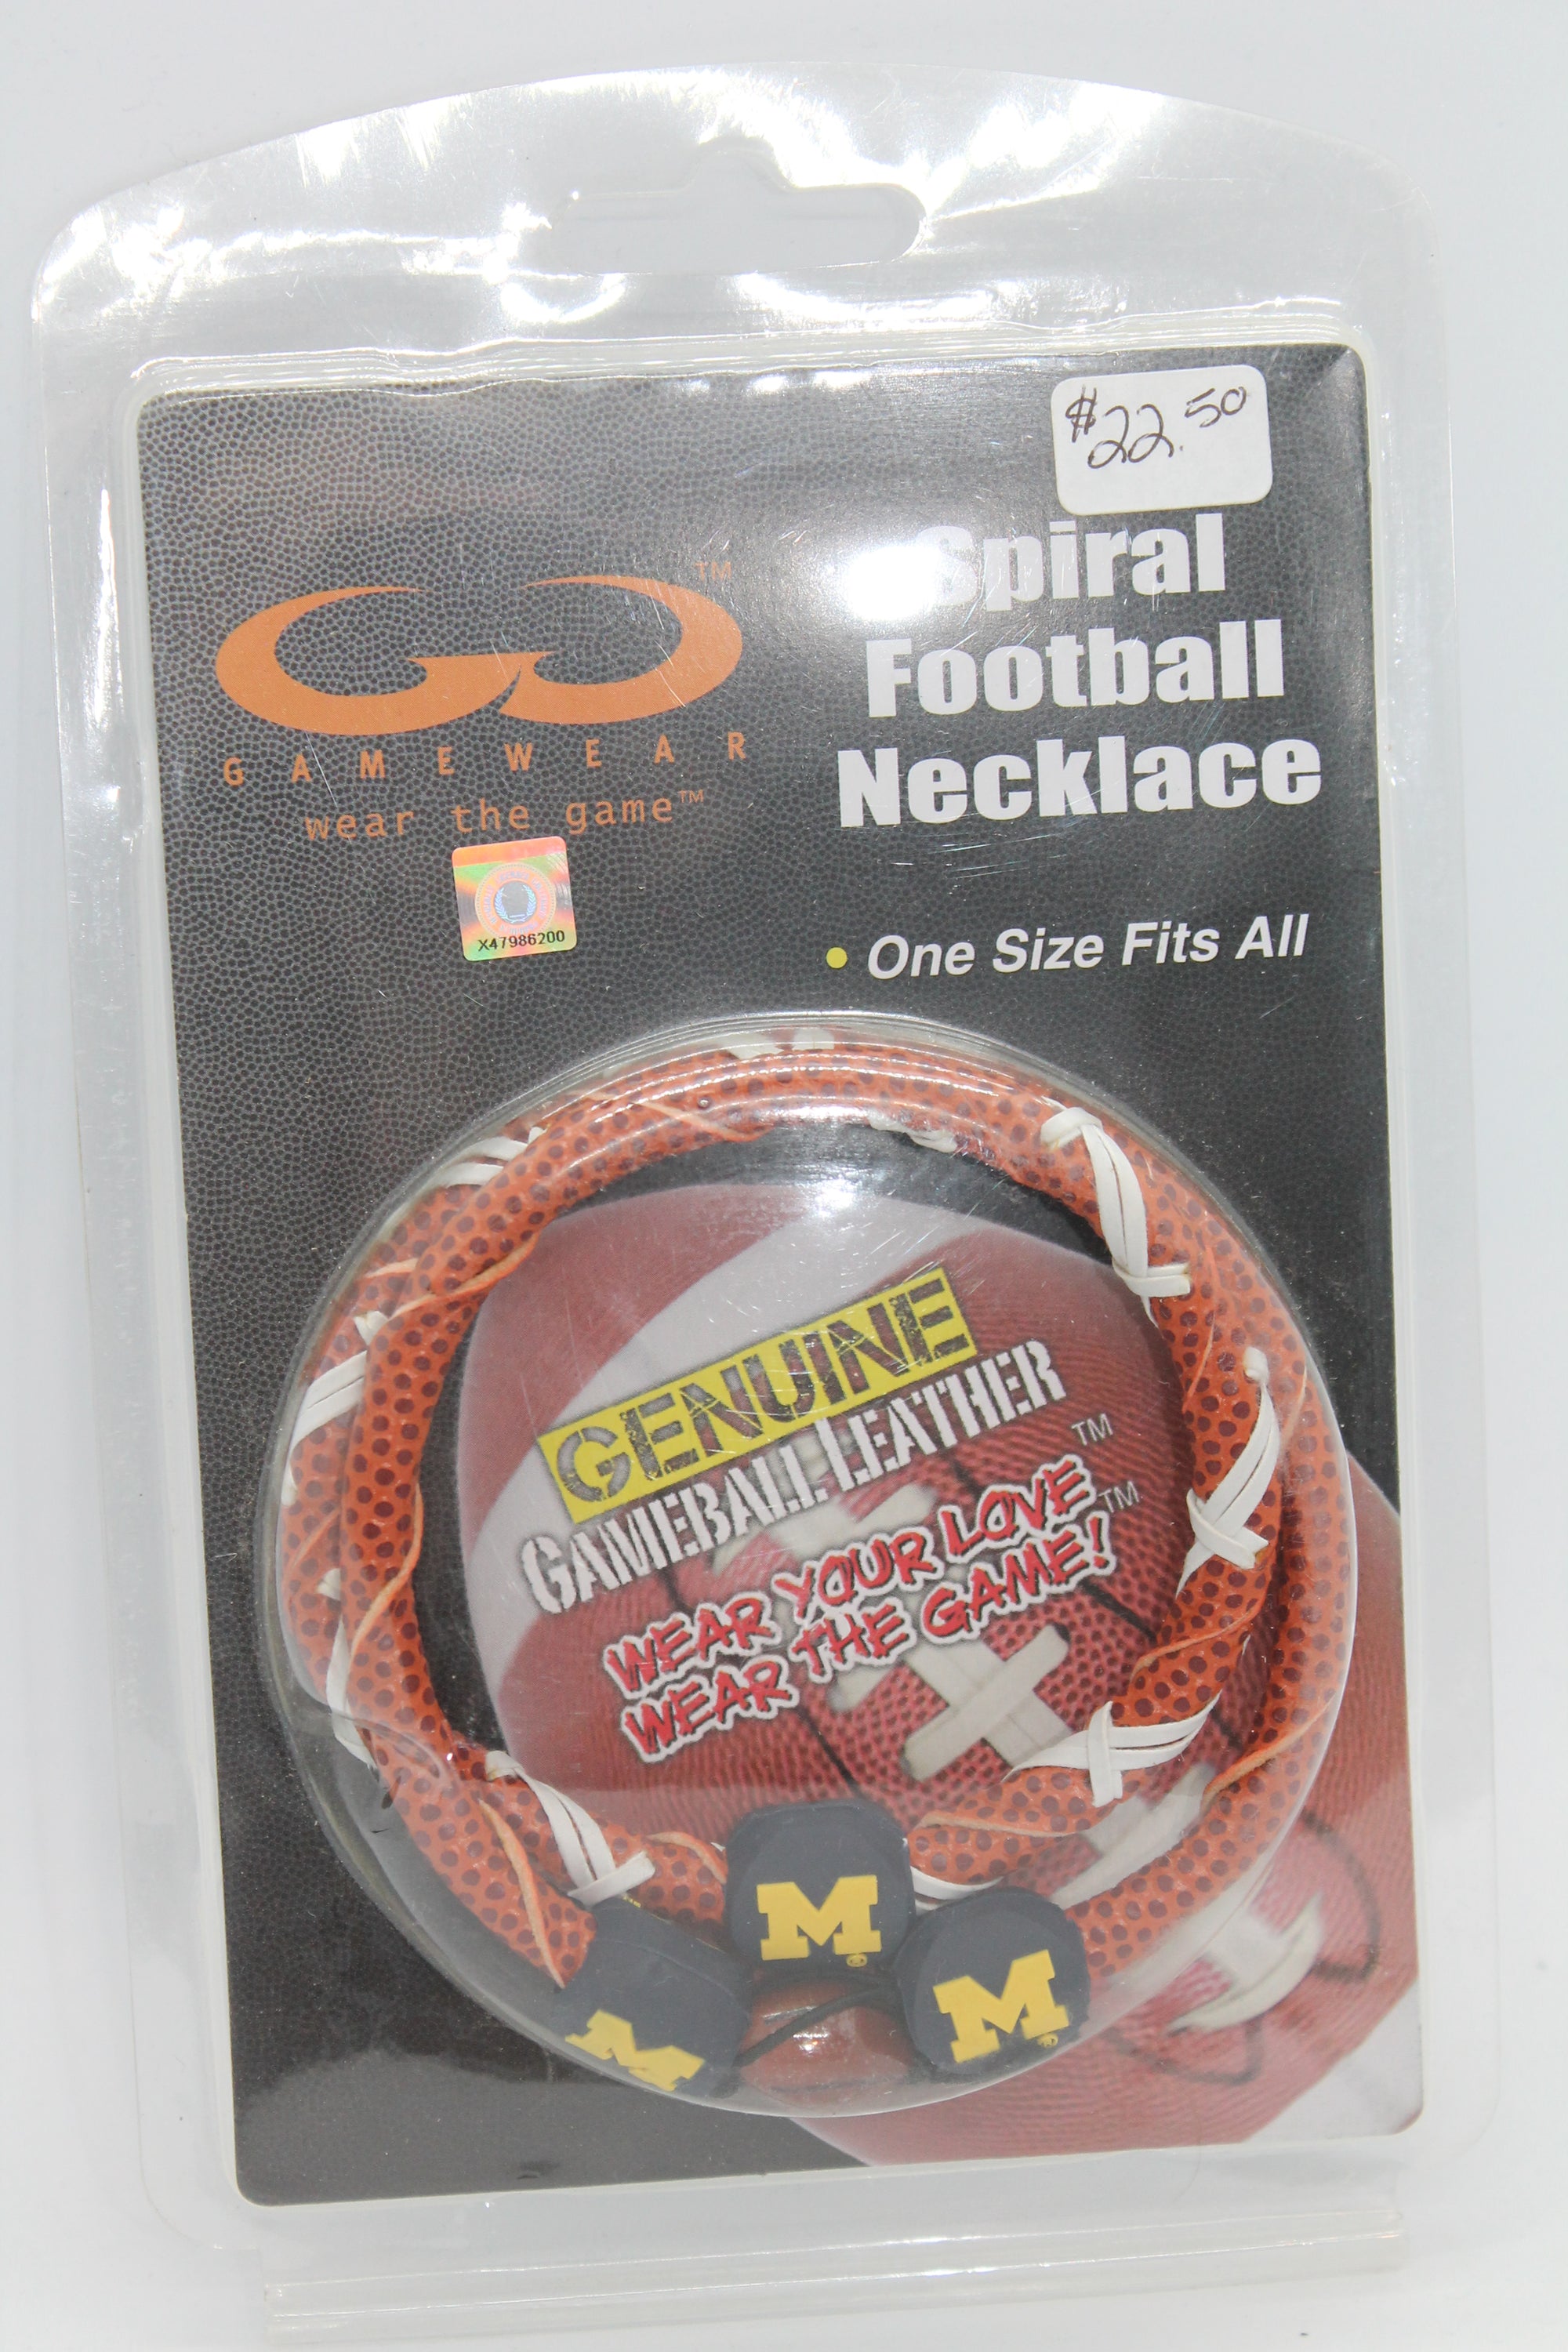 $22.50
Spiral
Football
Necklace
™
GAMEWEAR
wear the game™
X47986200
• One Size Fits All
GENUINE
GAMEBALL LEATHER™
WEAR YOUR LOVE
WEAR THE GAME!™
M
M
M